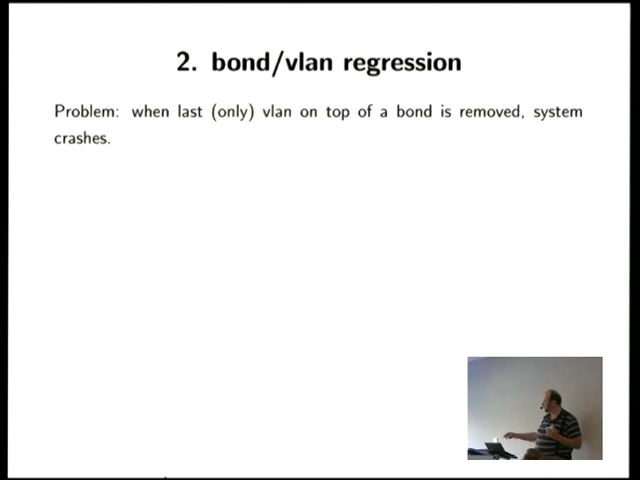 2. bond/vlan regression
Problem: when last (only) vlan on top of a bond is removed, system
crashes.